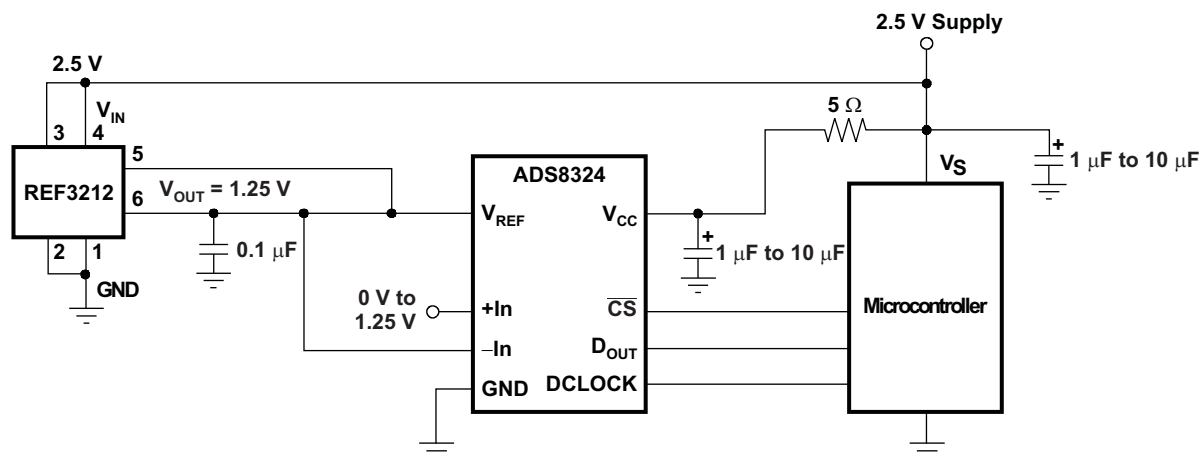 2.5 V Supply
2.5 V
V_IN
3 4
5 Ω
+
1 μF to 10 μF
5
REF3212
6
V_OUT = 1.25 V
2 1
GND
0.1 μF
ADS8324
V_REF
V_CC
+
1 μF to 10 μF
0 V to
1.25 V
+In
–In
GND
C̅S̅
D_OUT
DCLOCK
V_S
Microcontroller